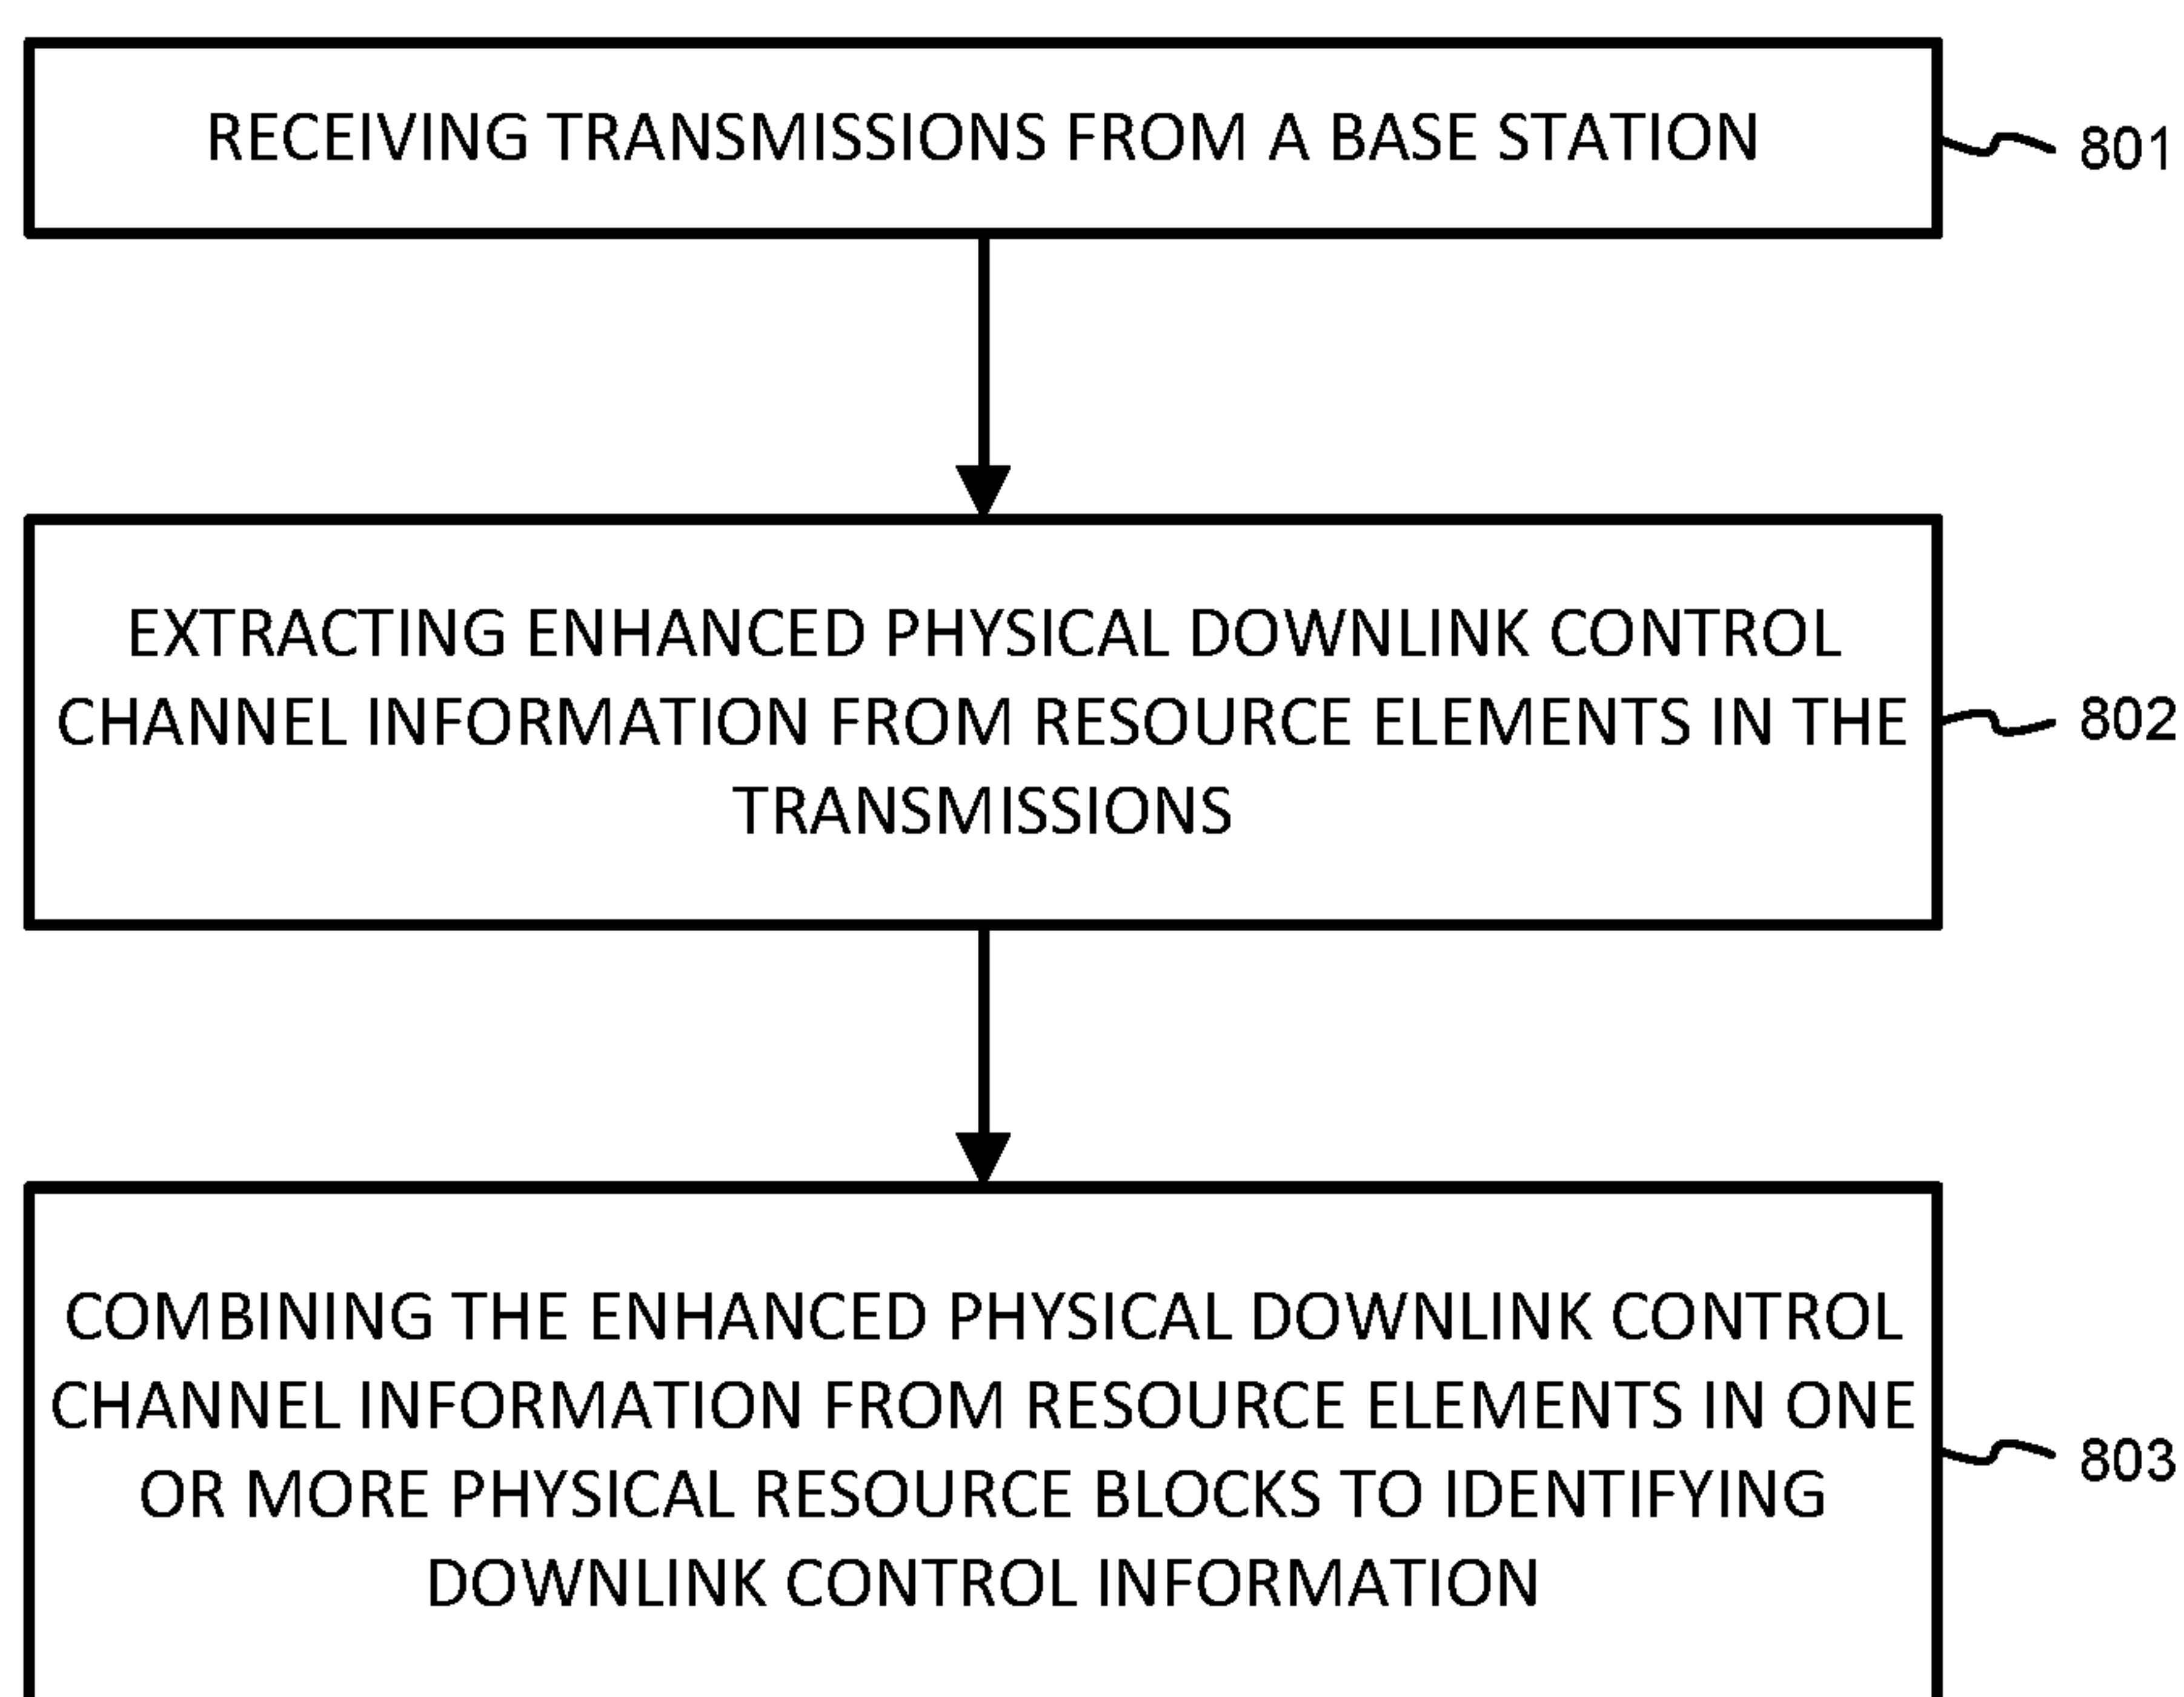 RECEIVING TRANSMISSIONS FROM A BASE STATION
801
EXTRACTING ENHANCED PHYSICAL DOWNLINK CONTROL
CHANNEL INFORMATION FROM RESOURCE ELEMENTS IN THE
TRANSMISSIONS
802
COMBINING THE ENHANCED PHYSICAL DOWNLINK CONTROL
CHANNEL INFORMATION FROM RESOURCE ELEMENTS IN ONE
OR MORE PHYSICAL RESOURCE BLOCKS TO IDENTIFYING
DOWNLINK CONTROL INFORMATION
803